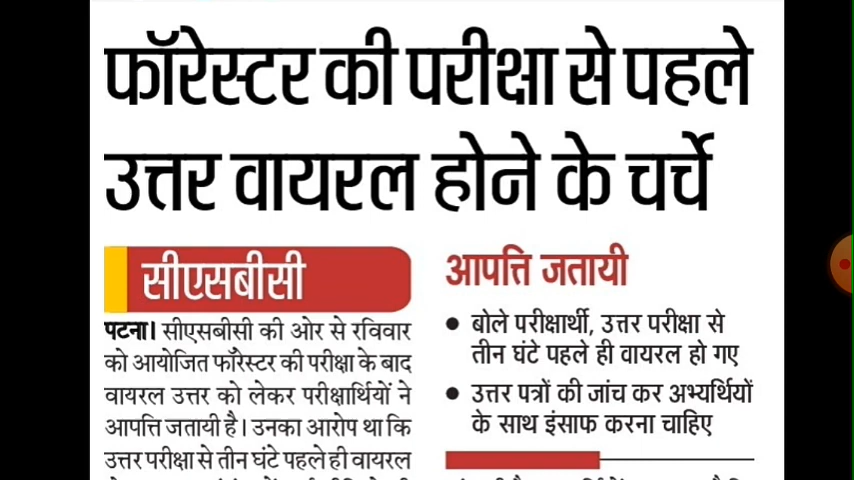 फॉरेस्टर की परीक्षा से पहले
उत्तर वायरल होने के चर्चे
सीएसबीसी
पटना। सीएसबीसी की ओर से रविवार
को आयोजित फॉरेस्टर की परीक्षा के बाद
वायरल उत्तर को लेकर परीक्षार्थियों ने
आपत्ति जतायी है। उनका आरोप था कि
उत्तर परीक्षा से तीन घंटे पहले ही वायरल
आपत्ति जतायी
● बोले परीक्षार्थी, उत्तर परीक्षा से
तीन घंटे पहले ही वायरल हो गए
● उत्तर पत्रों की जांच कर अभ्यर्थियों
के साथ इंसाफ करना चाहिए